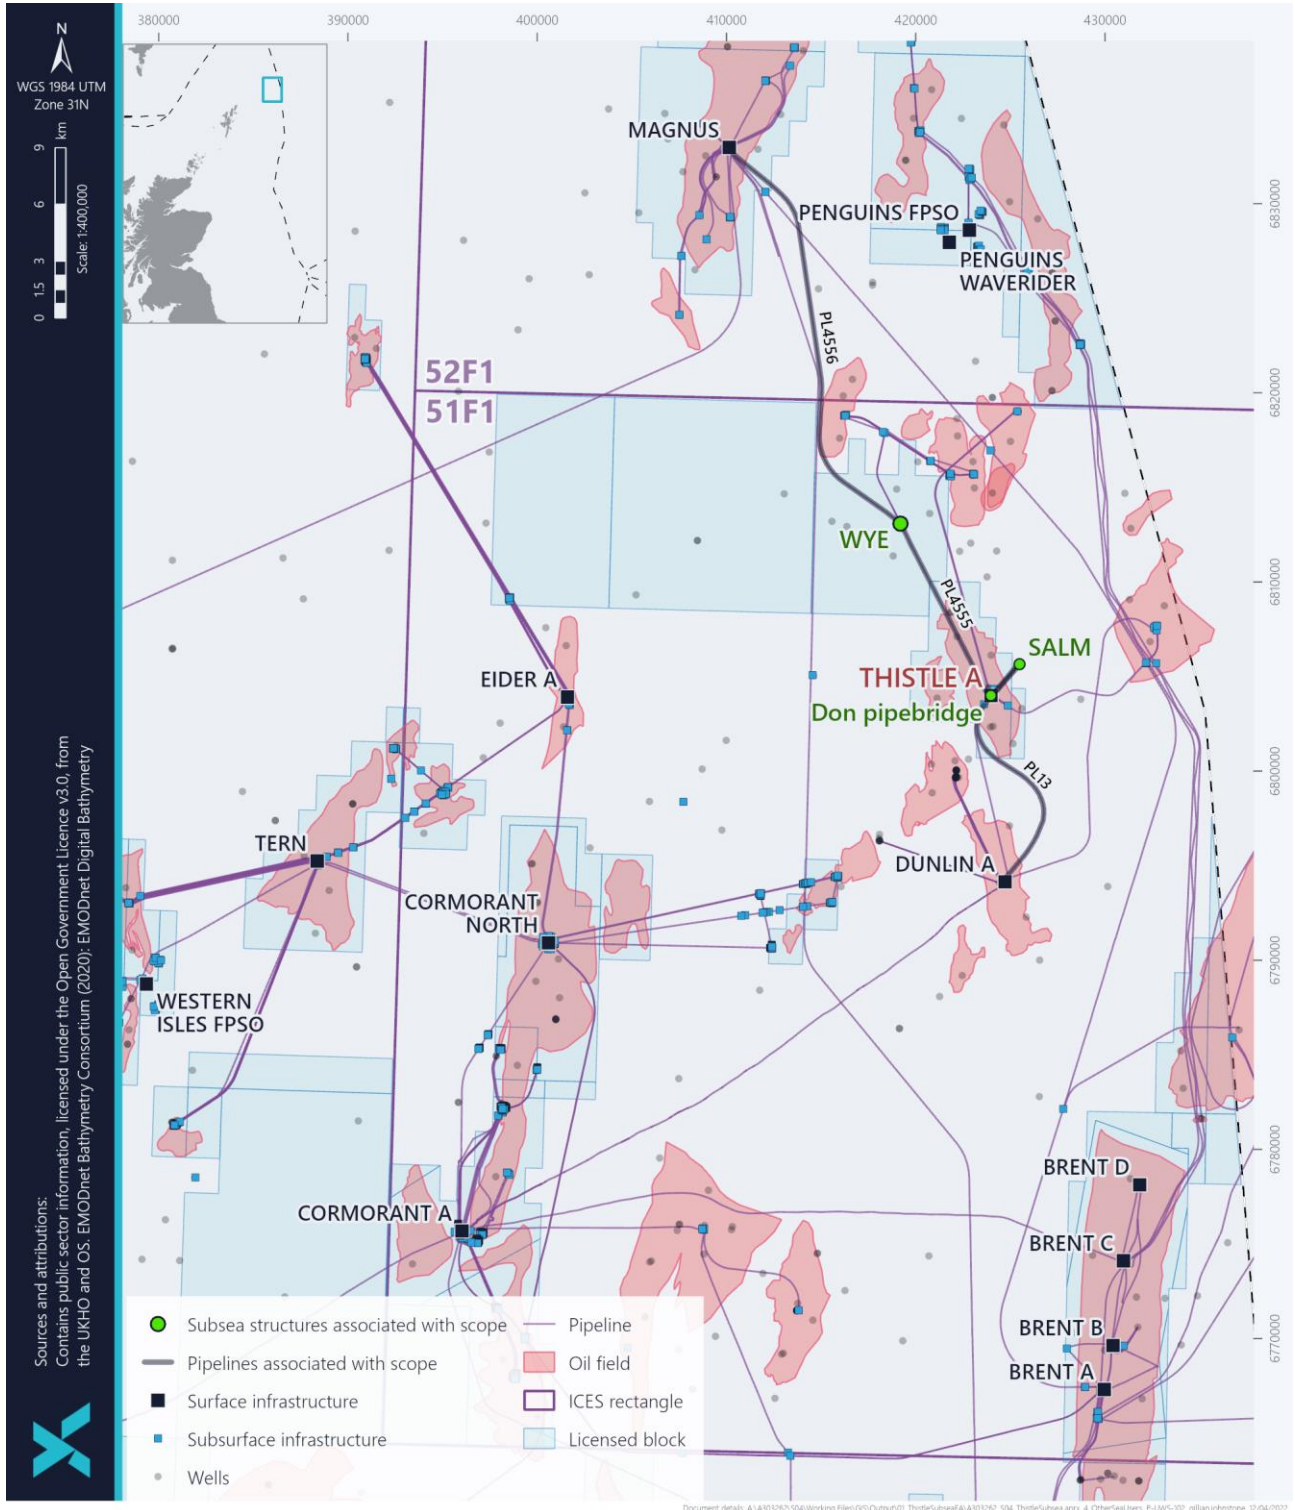 380000
390000
400000
410000
420000
430000
N
WGS 1984 UTM
Zone 31N
0 1.5 3 6 9 km
Scale: 1:400,000
MAGNUS
PENGUINS FPSO
PENGUINS
WAVERIDER
6830000
PL4556
52F1
51F1
6820000
WYE
6810000
PL4555
SALM
EIDER A
THISTLE A
Don pipebridge
PL13
6800000
TERN
DUNLIN A
CORMORANT
NORTH
6790000
WESTERN
ISLES FPSO
BRENT D
6780000
CORMORANT A
BRENT C
BRENT B
6770000
BRENT A
Subsea structures associated with scope
Pipelines associated with scope
Surface infrastructure
Subsurface infrastructure
Wells
Pipeline
Oil field
ICES rectangle
Licensed block
Sources and attributions:
Contains public sector information, licensed under the Open Government Licence v3.0, from
the UKHO and OS. EMODnet Bathymetry Consortium (2020): EMODnet Digital Bathymetry